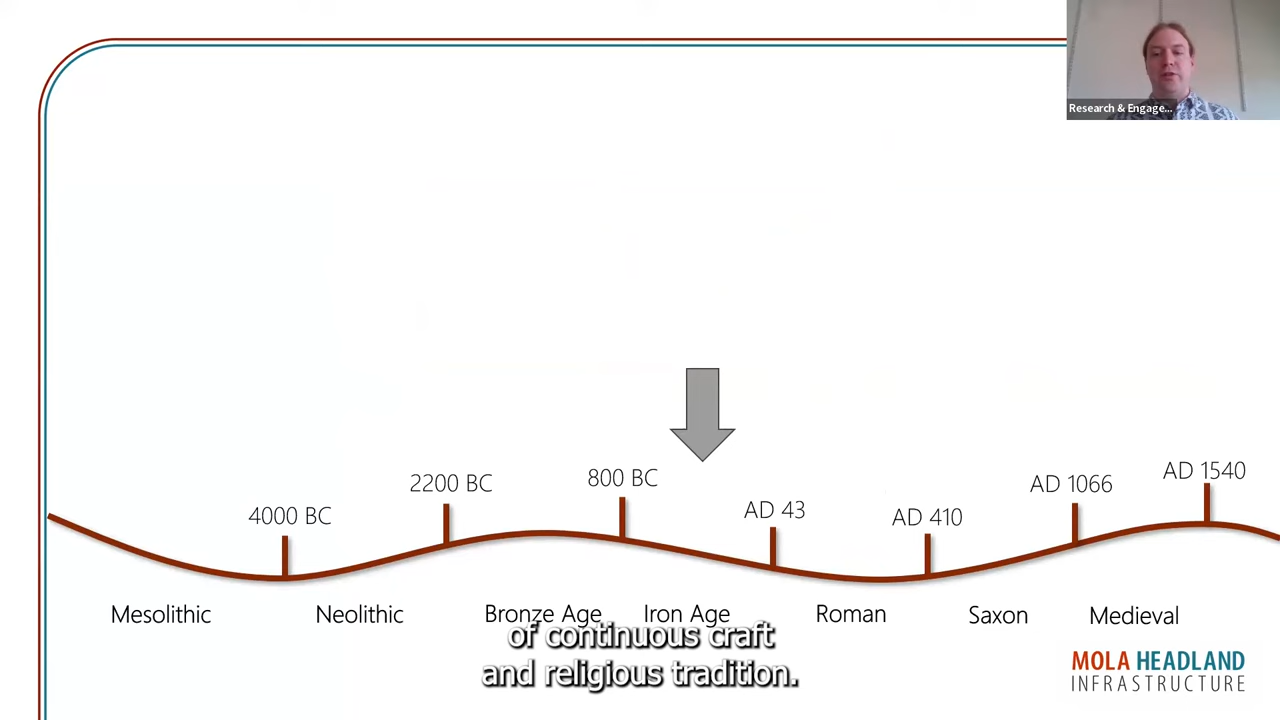 Research & Engage...
4000 BC
2200 BC
800 BC
AD 43
AD 410
AD 1066
AD 1540
Mesolithic
Neolithic
Bronze Age
Iron Age
Roman
Saxon
Medieval
of continuous craft
and religious tradition.
MOLA HEADLAND
INFRASTRUCTURE